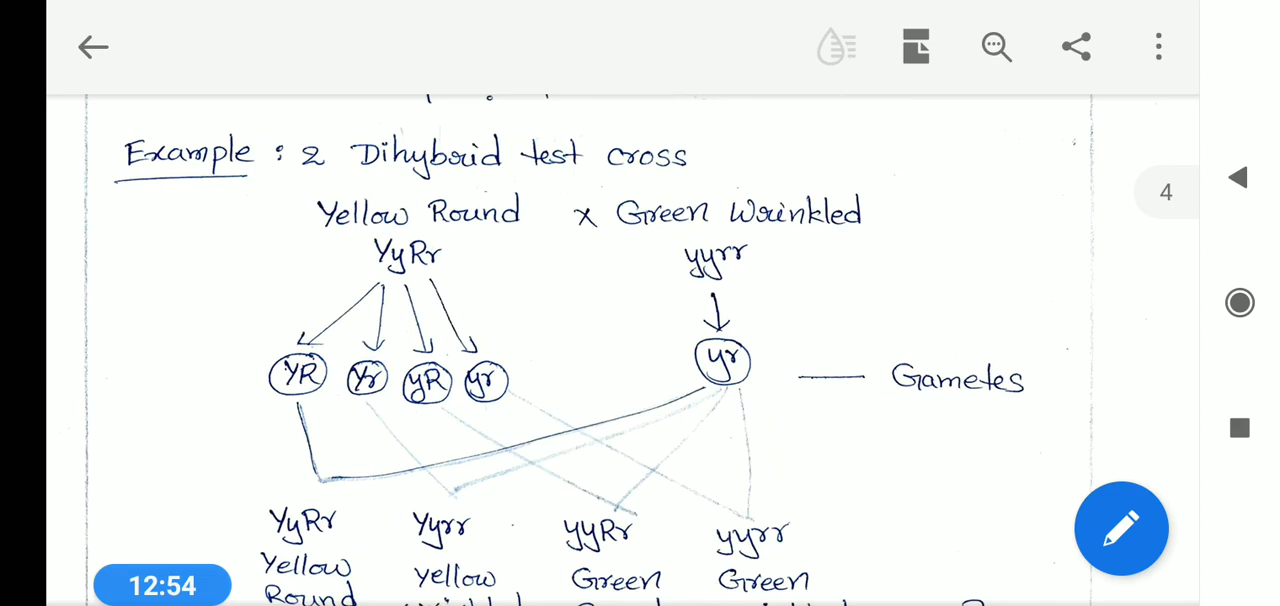 4
Example : 2 Dihybrid test cross
Yellow Round x Green Wrinkled
YyRr yyrr
YR Yr yR yr yr — Gametes
YyRr Yyrr yyRr yyrr
Yellow yellow Green Green
Round
12:54